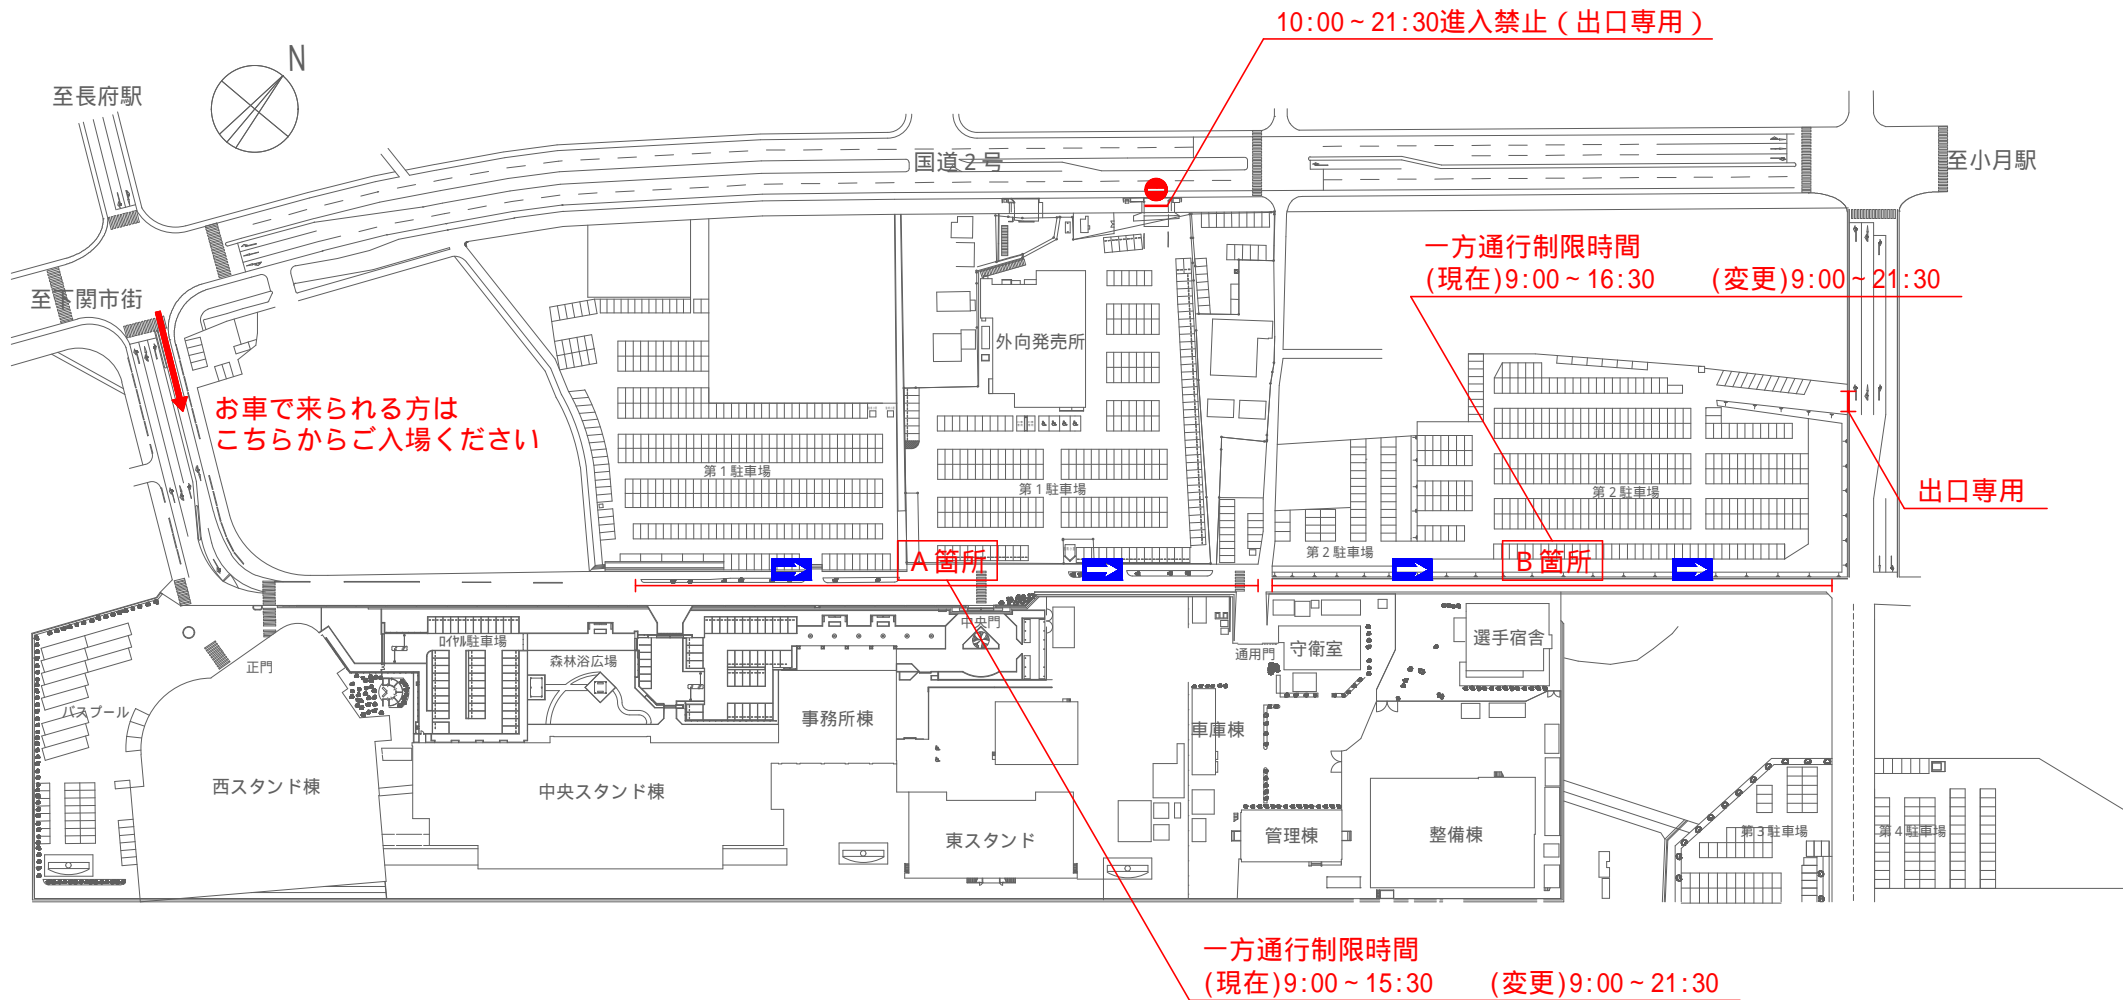 10:00~21:30進入禁止(出口専用)
N
至長府駅
国道2号
至小月駅
一方通行制限時間
(現在)9:00~16:30 (変更)9:00~21:30
至下関市街
外向発売所
お車で来られる方は
こちらからご入場ください
第1駐車場
第1駐車場
第2駐車場
出口専用
第2駐車場
A箇所
B箇所
中央門
ロイヤル駐車場
森林浴広場
正門
通用門
守衛室
選手宿舎
バスプール
事務所棟
車庫棟
西スタンド棟
中央スタンド棟
東スタンド
管理棟
整備棟
第3駐車場
第4駐車場
一方通行制限時間
(現在)9:00~15:30 (変更)9:00~21:30